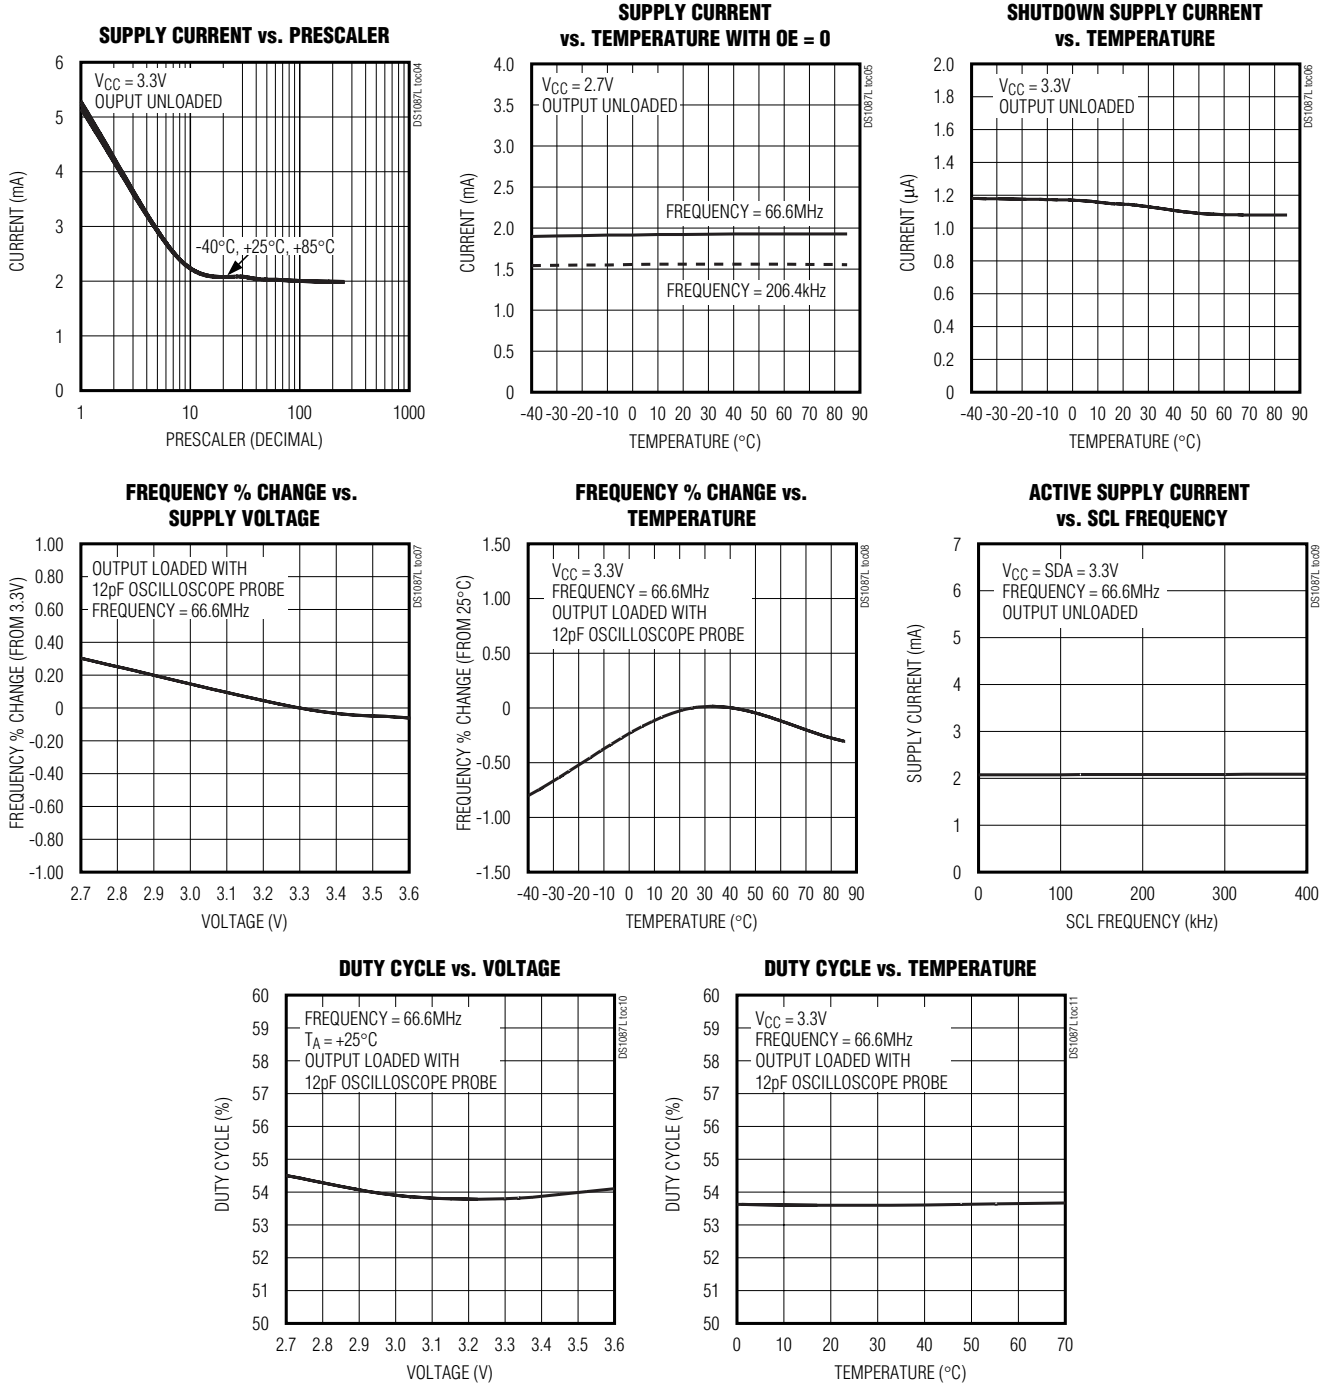 SUPPLY CURRENT vs. PRESCALER
VCC = 3.3V
OUPUT UNLOADED
-40°C, +25°C, +85°C
6
5
4
3
2
1
0
1 10 100 1000
CURRENT (mA)
PRESCALER (DECIMAL)
DS1087L toc04
SUPPLY CURRENT
vs. TEMPERATURE WITH OE = 0
VCC = 2.7V
OUTPUT UNLOADED
FREQUENCY = 66.6MHz
FREQUENCY = 206.4kHz
4.0
3.5
3.0
2.5
2.0
1.5
1.0
0.5
0
-40 -30 -20 -10 0 10 20 30 40 50 60 70 80 90
CURRENT (mA)
TEMPERATURE (°C)
DS1087L toc05
SHUTDOWN SUPPLY CURRENT
vs. TEMPERATURE
VCC = 3.3V
OUTPUT UNLOADED
2.0
1.8
1.6
1.4
1.2
1.0
0.8
0.6
0.4
0.2
0
-40 -30 -20 -10 0 10 20 30 40 50 60 70 80 90
CURRENT (µA)
TEMPERATURE (°C)
DS1087L toc06
FREQUENCY % CHANGE vs.
SUPPLY VOLTAGE
OUTPUT LOADED WITH
12pF OSCILLOSCOPE PROBE
FREQUENCY = 66.6MHz
1.00
0.80
0.60
0.40
0.20
0
-0.20
-0.40
-0.60
-0.80
-1.00
2.7 2.8 2.9 3.0 3.1 3.2 3.3 3.4 3.5 3.6
FREQUENCY % CHANGE (FROM 3.3V)
VOLTAGE (V)
DS1087L toc07
FREQUENCY % CHANGE vs.
TEMPERATURE
VCC = 3.3V
FREQUENCY = 66.6MHz
OUTPUT LOADED WITH
12pF OSCILLOSCOPE PROBE
1.50
1.00
0.50
0
-0.50
-1.00
-1.50
-40 -30 -20 -10 0 10 20 30 40 50 60 70 80 90
FREQUENCY % CHANGE (FROM 25°C)
TEMPERATURE (°C)
DS1087L toc08
ACTIVE SUPPLY CURRENT
vs. SCL FREQUENCY
VCC = SDA = 3.3V
FREQUENCY = 66.6MHz
OUTPUT UNLOADED
7
6
5
4
3
2
1
0
0 100 200 300 400
SUPPLY CURRENT (mA)
SCL FREQUENCY (kHz)
DS1087L toc09
DUTY CYCLE vs. VOLTAGE
FREQUENCY = 66.6MHz
TA = +25°C
OUTPUT LOADED WITH
12pF OSCILLOSCOPE PROBE
60
59
58
57
56
55
54
53
52
51
50
2.7 2.8 2.9 3.0 3.1 3.2 3.3 3.4 3.5 3.6
DUTY CYCLE (%)
VOLTAGE (V)
DS1087L toc10
DUTY CYCLE vs. TEMPERATURE
VCC = 3.3V
FREQUENCY = 66.6MHz
OUTPUT LOADED WITH
12pF OSCILLOSCOPE PROBE
60
59
58
57
56
55
54
53
52
51
50
0 10 20 30 40 50 60 70
DUTY CYCLE (%)
TEMPERATURE (°C)
DS1087L toc11